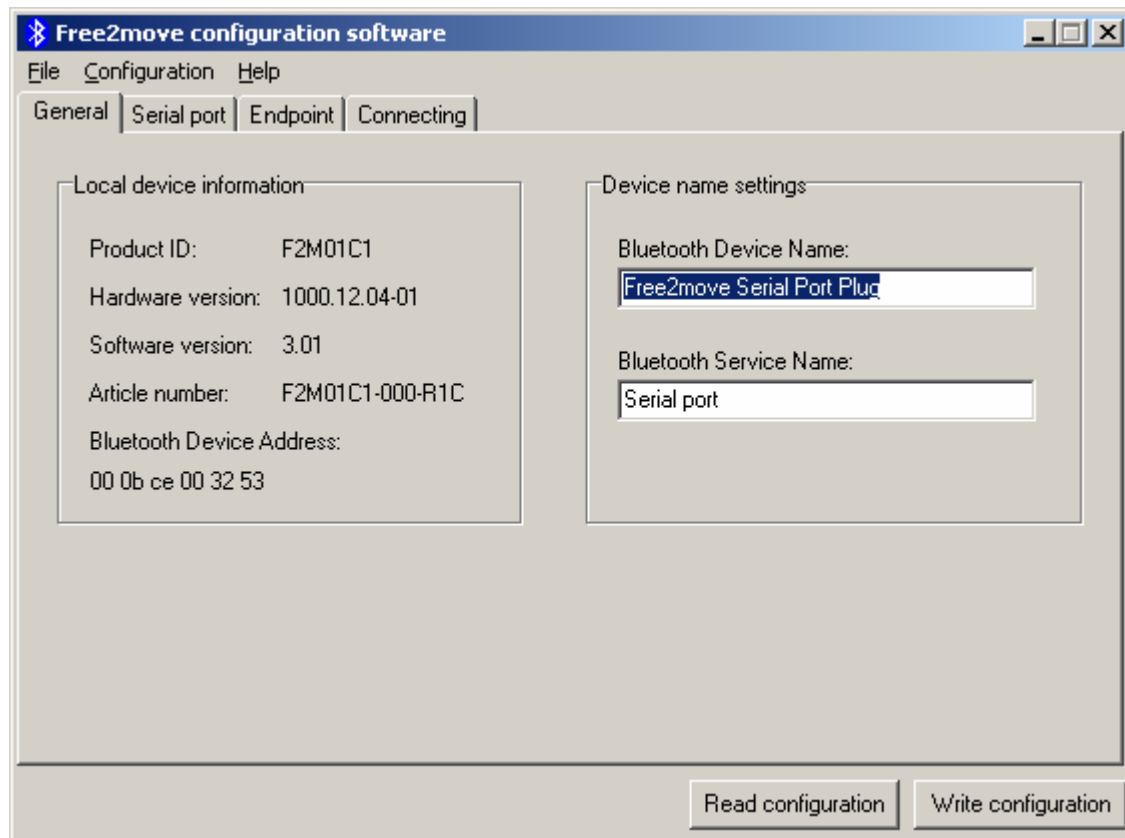 Free2move configuration software
File Configuration Help
General Serial port Endpoint Connecting
Local device information
Product ID: F2M01C1
Hardware version: 1000.12.04-01
Software version: 3.01
Article number: F2M01C1-000-R1C
Bluetooth Device Address:
00 0b ce 00 32 53
Device name settings
Bluetooth Device Name:
Free2move Serial Port Plug
Bluetooth Service Name:
Serial port
Read configuration Write configuration